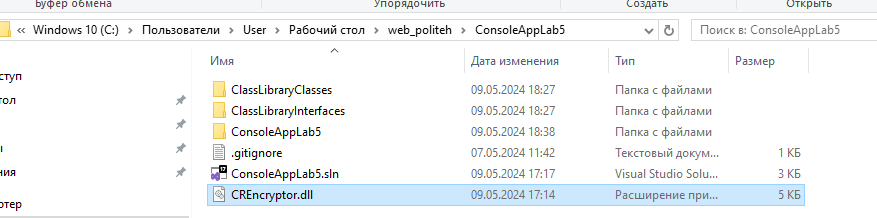 Буфер обмена Упорядочить Создать Открыть
« Windows 10 (C:) › Пользователи › User › Рабочий стол › web_politeh › ConsoleAppLab5 Поиск в: ConsoleAppLab5
Имя Дата изменения Тип Размер
ступ ClassLibraryClasses 09.05.2024 18:27 Папка с файлами
тол ClassLibraryInterfaces 09.05.2024 18:27 Папка с файлами
ConsoleAppLab5 09.05.2024 18:38 Папка с файлами
ы .gitignore 07.05.2024 11:42 Текстовый докум... 1 КБ
ConsoleAppLab5.sln 09.05.2024 17:17 Visual Studio Solu... 3 КБ
ютер CREncryptor.dll 09.05.2024 17:14 Расширение при... 5 КБ